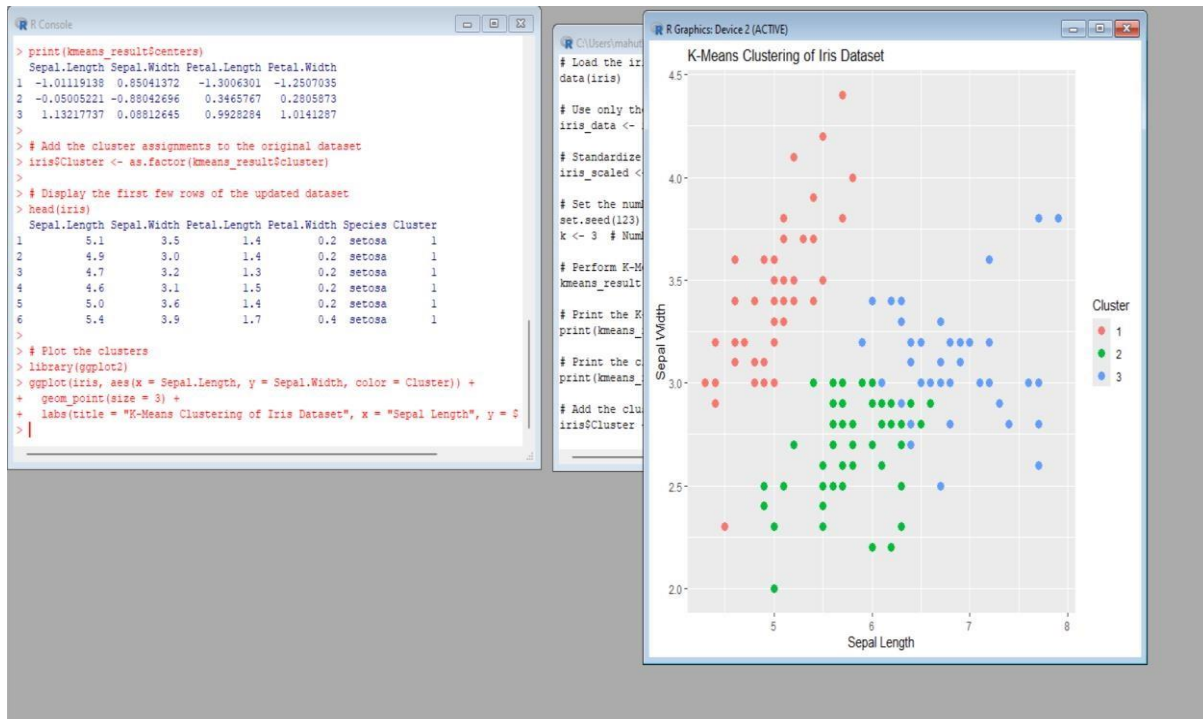 R Console
> print(kmeans_result$centers)
Sepal.Length Sepal.Width Petal.Length Petal.Width
1 -1.01119138 0.85041372 -1.3006301 -1.2507035
2 -0.05005221 -0.88042696 0.3465767 0.2805873
3 1.13217737 0.08812645 0.9928284 1.0141287
>
> # Add the cluster assignments to the original dataset
> iris$Cluster <- as.factor(kmeans_result$cluster)
>
> # Display the first few rows of the updated dataset
> head(iris)
Sepal.Length Sepal.Width Petal.Length Petal.Width Species Cluster
1 5.1 3.5 1.4 0.2 setosa 1
2 4.9 3.0 1.4 0.2 setosa 1
3 4.7 3.2 1.3 0.2 setosa 1
4 4.6 3.1 1.5 0.2 setosa 1
5 5.0 3.6 1.4 0.2 setosa 1
6 5.4 3.9 1.7 0.4 setosa 1
>
> # Plot the clusters
> library(ggplot2)
> ggplot(iris, aes(x = Sepal.Length, y = Sepal.Width, color = Cluster)) +
+ geom_point(size = 3) +
+ labs(title = "K-Means Clustering of Iris Dataset", x = "Sepal Length", y = $
>
C:\Users\mahut
# Load the iri
data(iris)
# Use only the
iris_data <-
# Standardize
iris_scaled <-
# Set the numb
set.seed(123)
k <- 3 # Numb
# Perform K-Me
kmeans_result
# Print the K-
print(kmeans_
# Print the c
print(kmeans_
# Add the clu
iris$Cluster
R Graphics: Device 2 (ACTIVE)
K-Means Clustering of Iris Dataset
4.5
4.0
3.5
3.0
2.5
2.0
Sepal Width
5 6 7 8
Sepal Length
Cluster
1
2
3